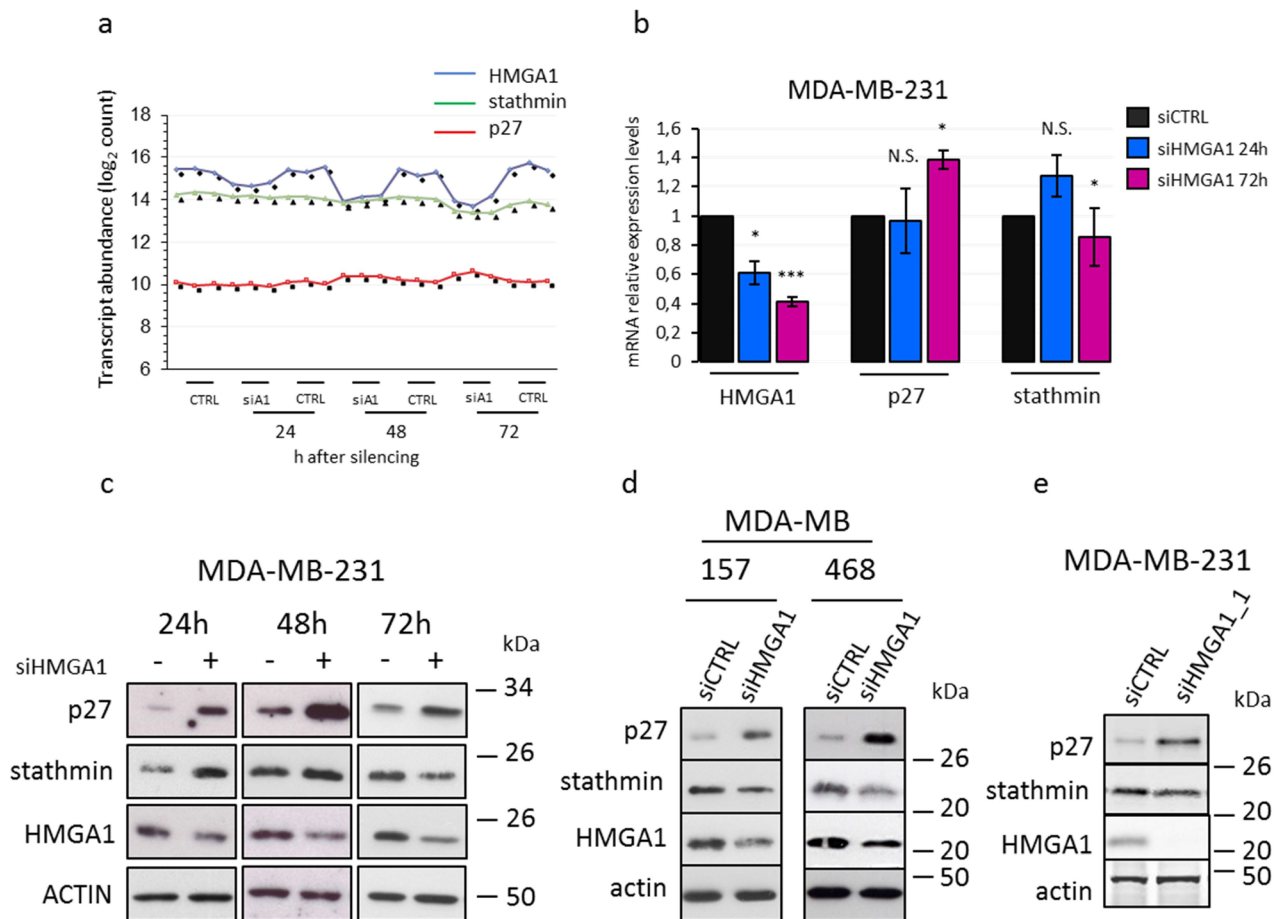 a
HMGA1
stathmin
p27
Transcript abundance (log2 count)
18
16
14
12
10
8
6
CTRL siA1 CTRL siA1 CTRL siA1 CTRL
24 48 72
h after silencing
b
MDA-MB-231
siCTRL
siHMGA1 24h
siHMGA1 72h
mRNA relative expression levels
1,6
1,4
1,2
1
0,8
0,6
0,4
0,2
0
* *** N.S. * N.S. *
HMGA1 p27 stathmin
c
MDA-MB-231
24h 48h 72h
kDa
siHMGA1 - + - + - +
p27
34
stathmin
26
HMGA1
26
ACTIN
50
d
MDA-MB
157 468
siCTRL siHMGA1 siCTRL siHMGA1
kDa
p27
26
stathmin
20
HMGA1
20
50
actin
e
MDA-MB-231
siCTRL siHMGA1_1
kDa
p27
26
stathmin
20
HMGA1
20
50
actin